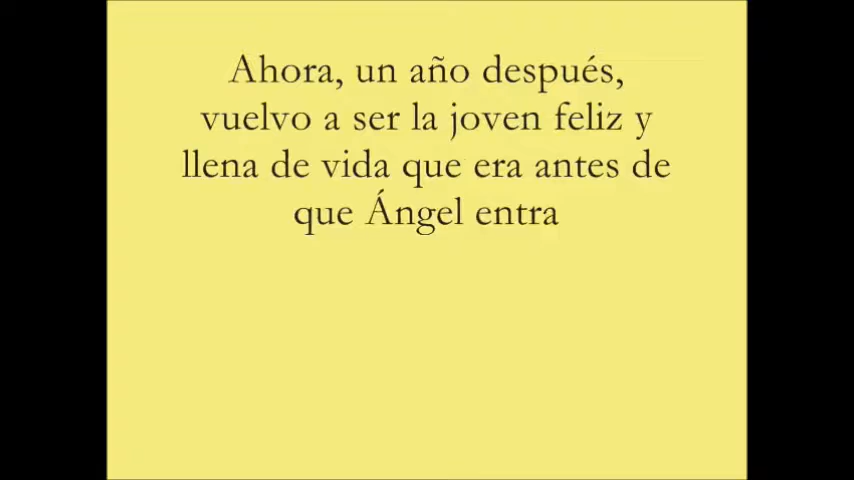 Ahora, un año después,
vuelvo a ser la joven feliz y
llena de vida que era antes de
que Ángel entra